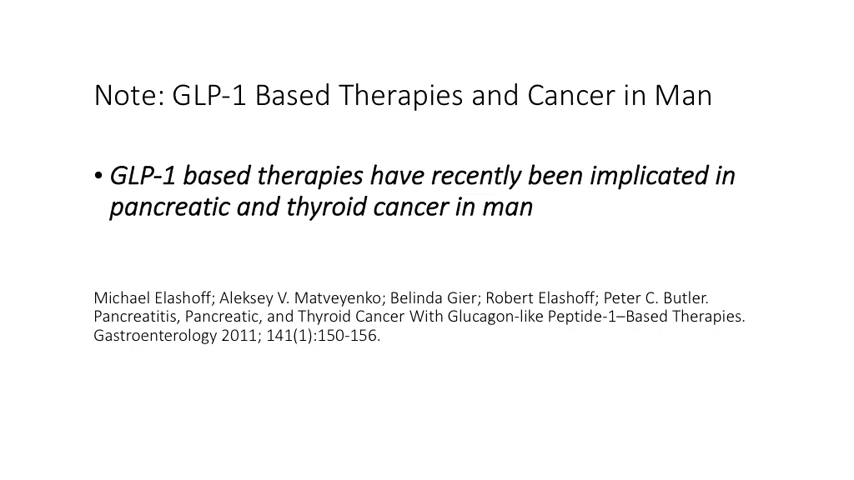 Note: GLP-1 Based Therapies and Cancer in Man
• GLP-1 based therapies have recently been implicated in
pancreatic and thyroid cancer in man
Michael Elashoff; Aleksey V. Matveyenko; Belinda Gier; Robert Elashoff; Peter C. Butler.
Pancreatitis, Pancreatic, and Thyroid Cancer With Glucagon-like Peptide-1–Based Therapies.
Gastroenterology 2011; 141(1):150-156.